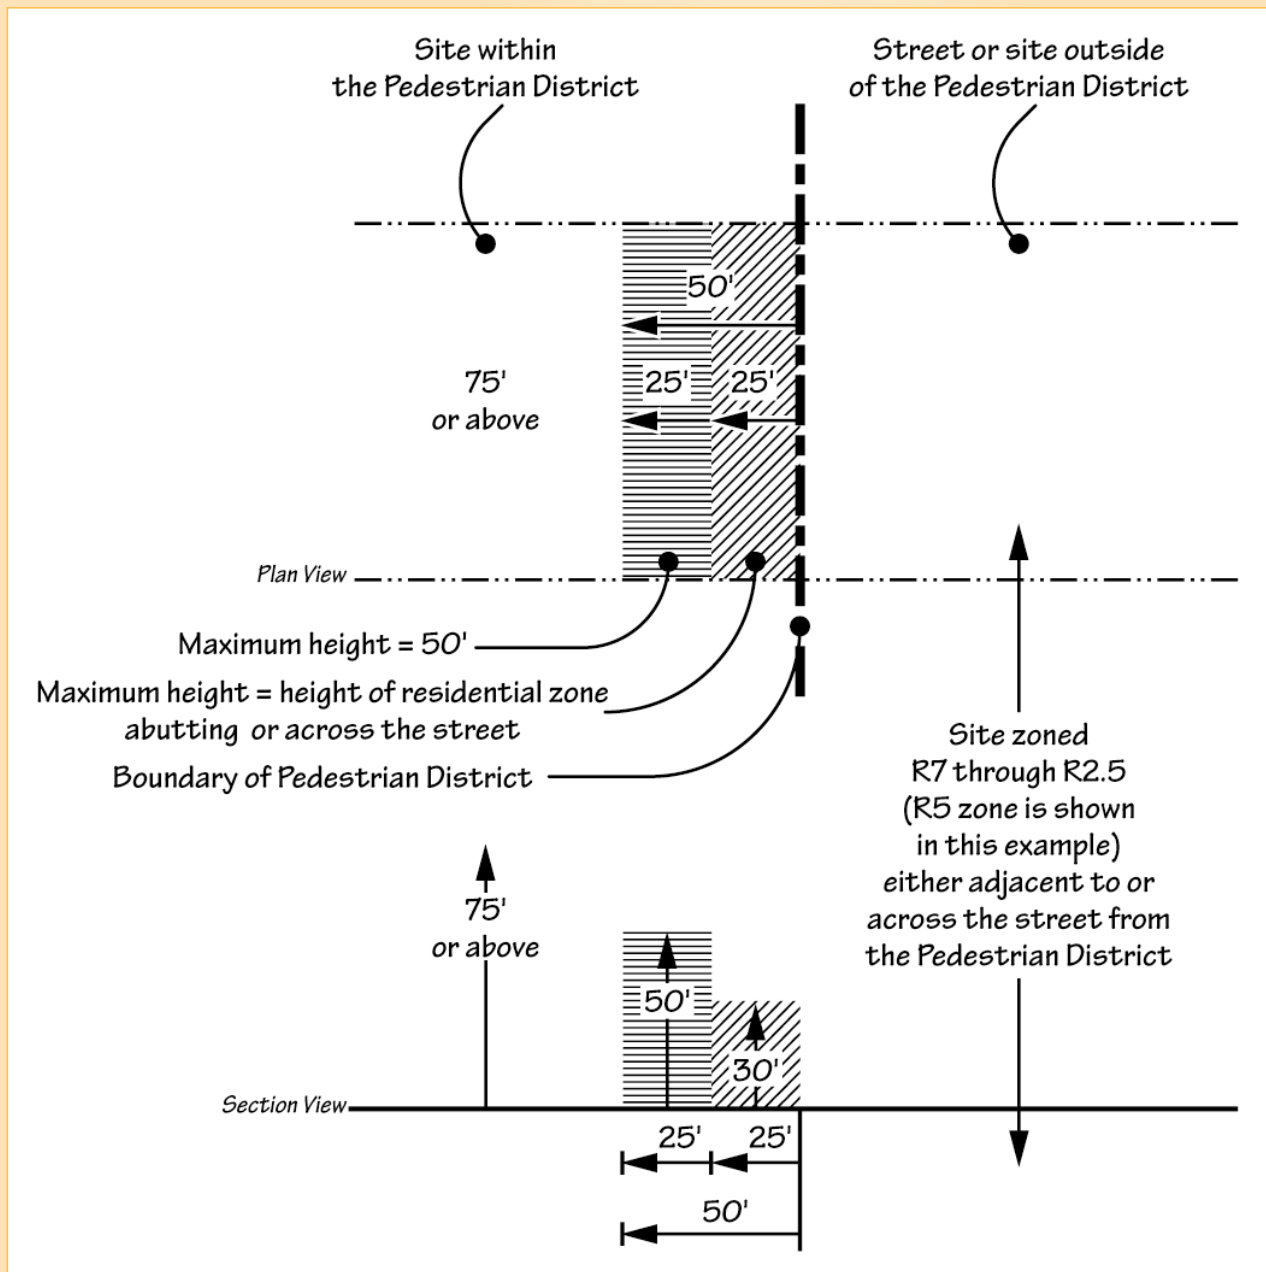 Site within
the Pedestrian District
Street or site outside
of the Pedestrian District
50'
75'
or above
25'
25'
Plan View
Maximum height = 50'
Maximum height = height of residential zone
abutting or across the street
Boundary of Pedestrian District
Site zoned
R7 through R2.5
(R5 zone is shown
in this example)
either adjacent to or
across the street from
the Pedestrian District
75'
or above
50'
30'
Section View
25'
25'
50'